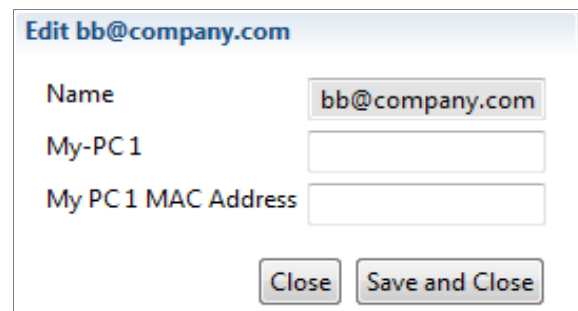 Edit bb@company.com
Name bb@company.com
My-PC 1
My PC 1 MAC Address
Close Save and Close